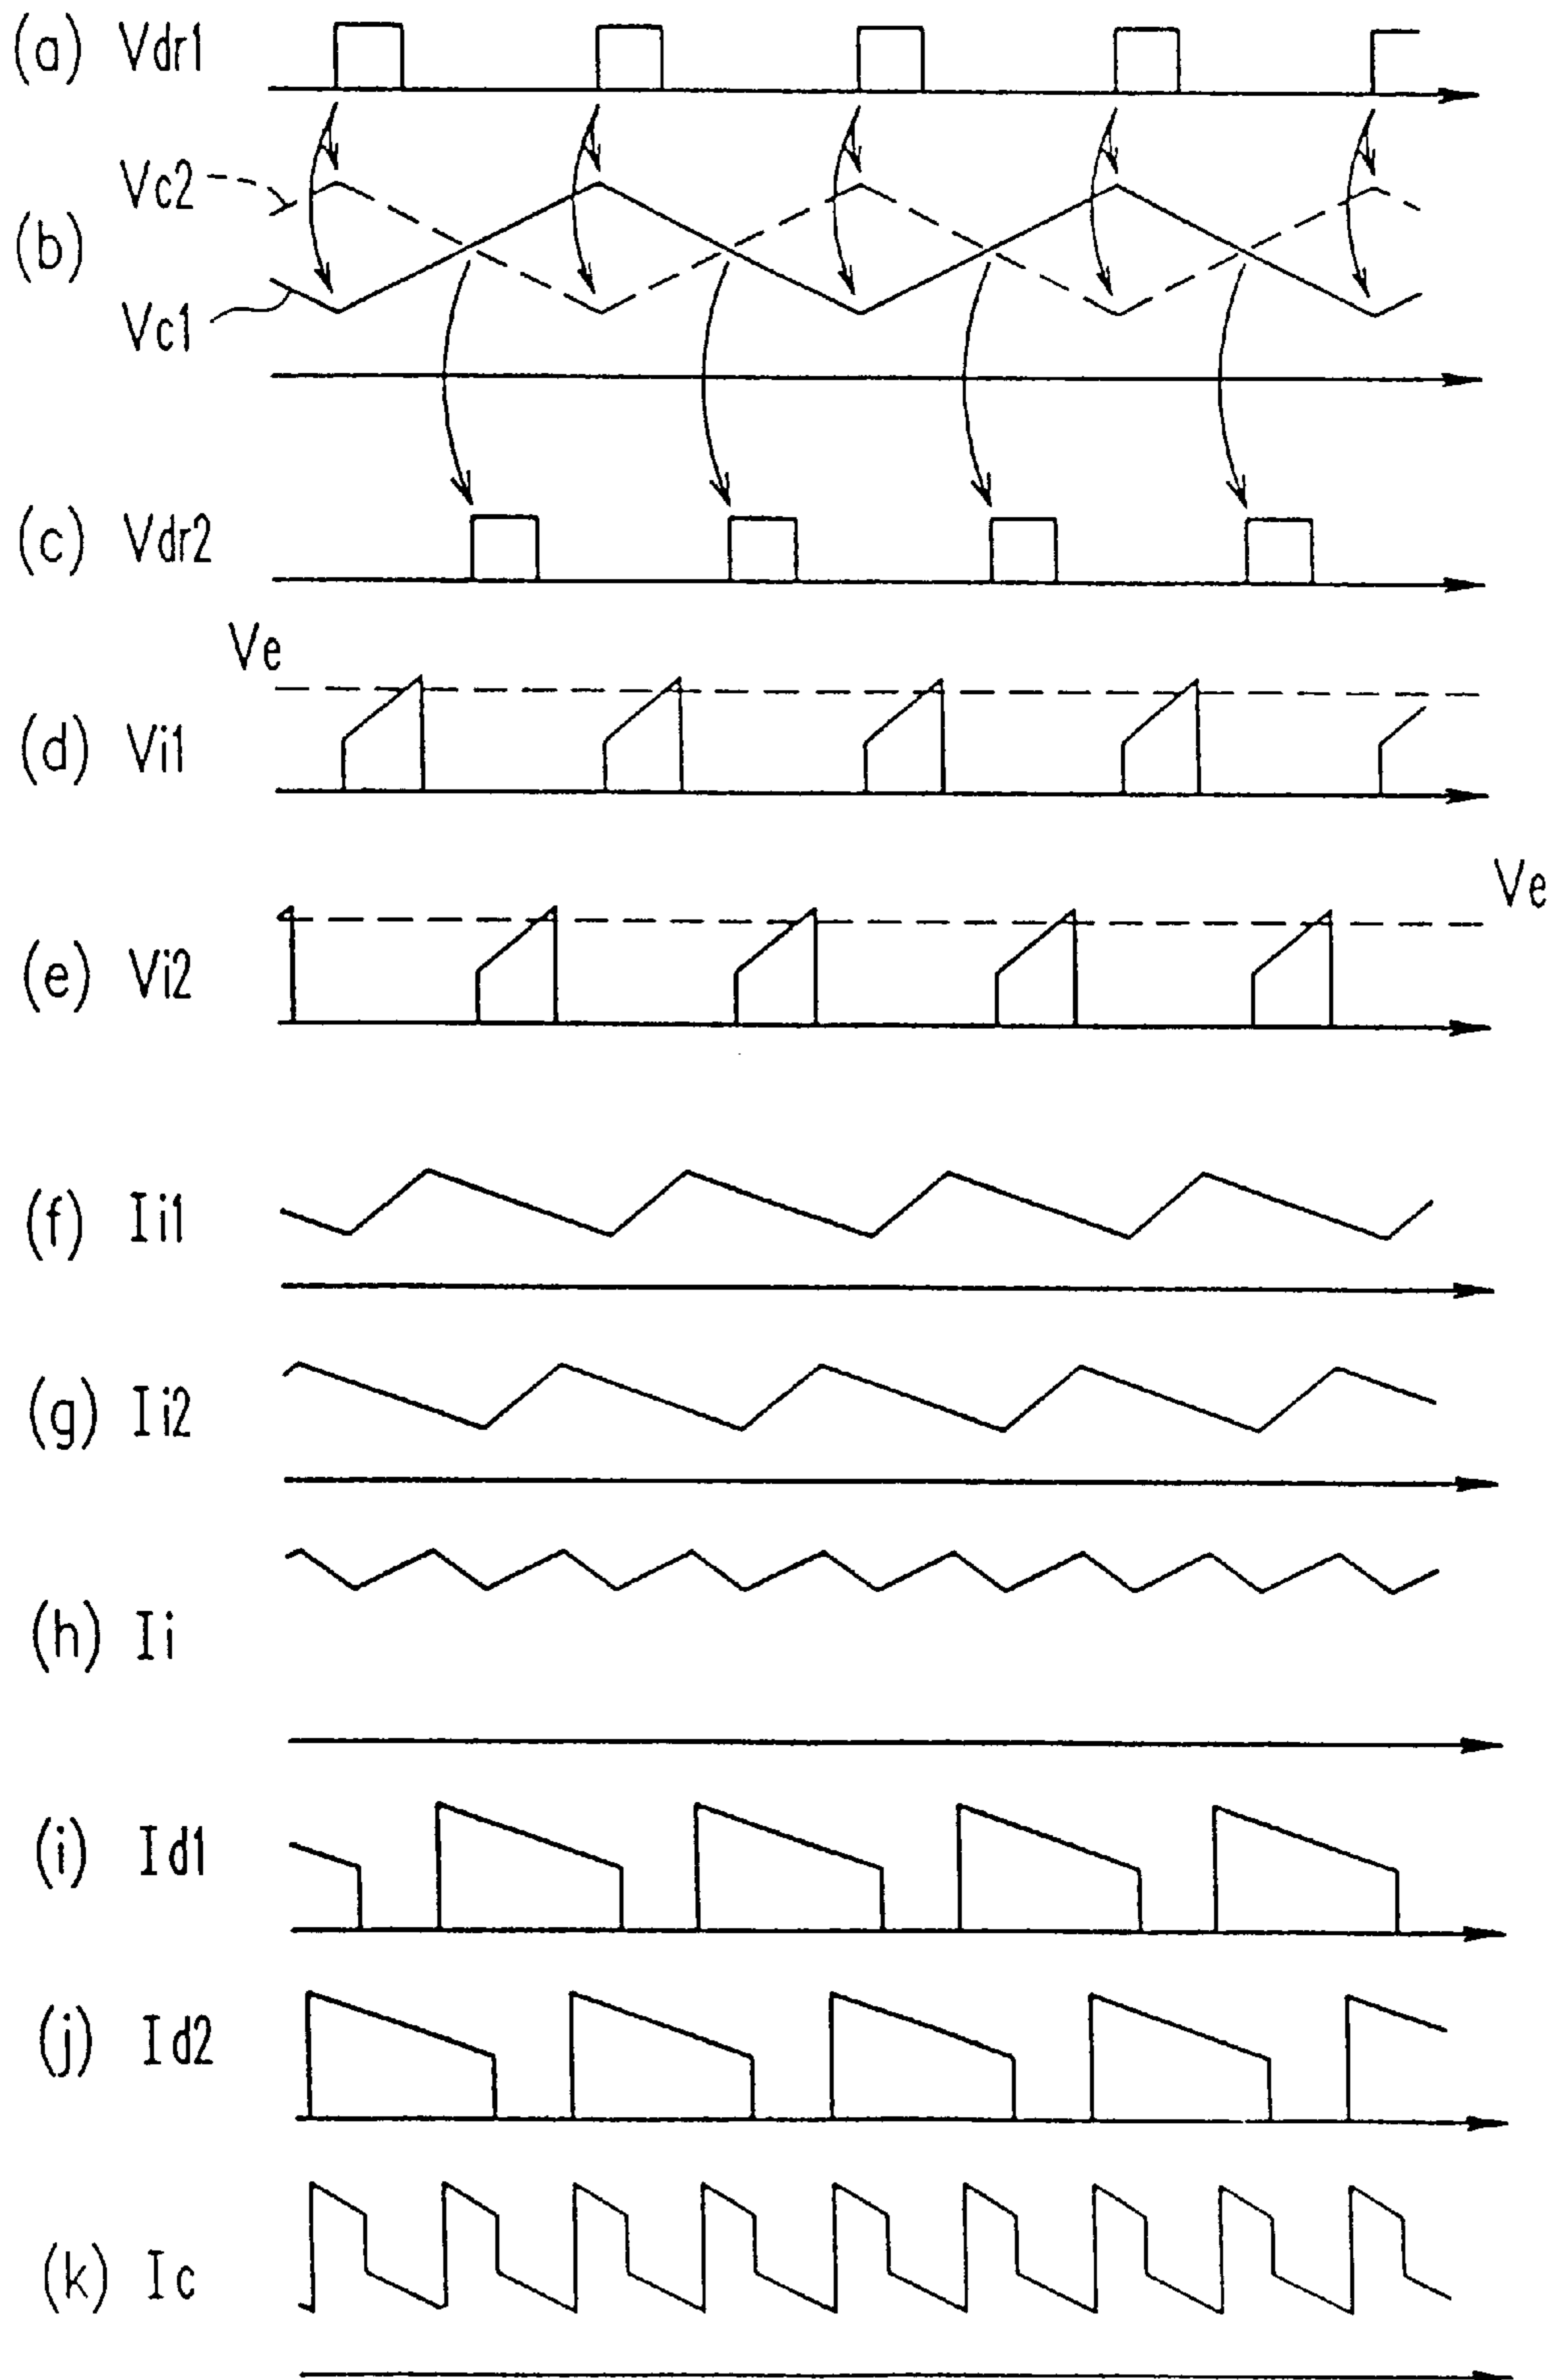 (a) Vdr1
Vc2
(b)
Vc1
(c) Vdr2
Ve
(d) Vi1
Ve
(e) Vi2
(f) Ii1
(g) Ii2
(h) Ii
(i) Id1
(j) Id2
(k) Ic